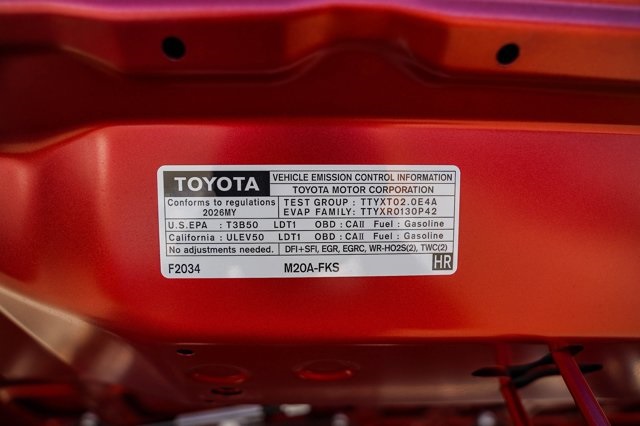 TOYOTA
VEHICLE EMISSION CONTROL INFORMATION
TOYOTA MOTOR CORPORATION
Conforms to regulations
2026MY
TEST GROUP : TTYXT02.0E4A
EVAP FAMILY: TTYXR0130P42
U.S.EPA : T3B50 LDT1 OBD : CAII Fuel : Gasoline
California : ULEV50 LDT1 OBD : CAII Fuel : Gasoline
No adjustments needed. DFI+SFI, EGR, EGRC, WR-HO2S(2), TWC(2)
F2034 M20A-FKS HR